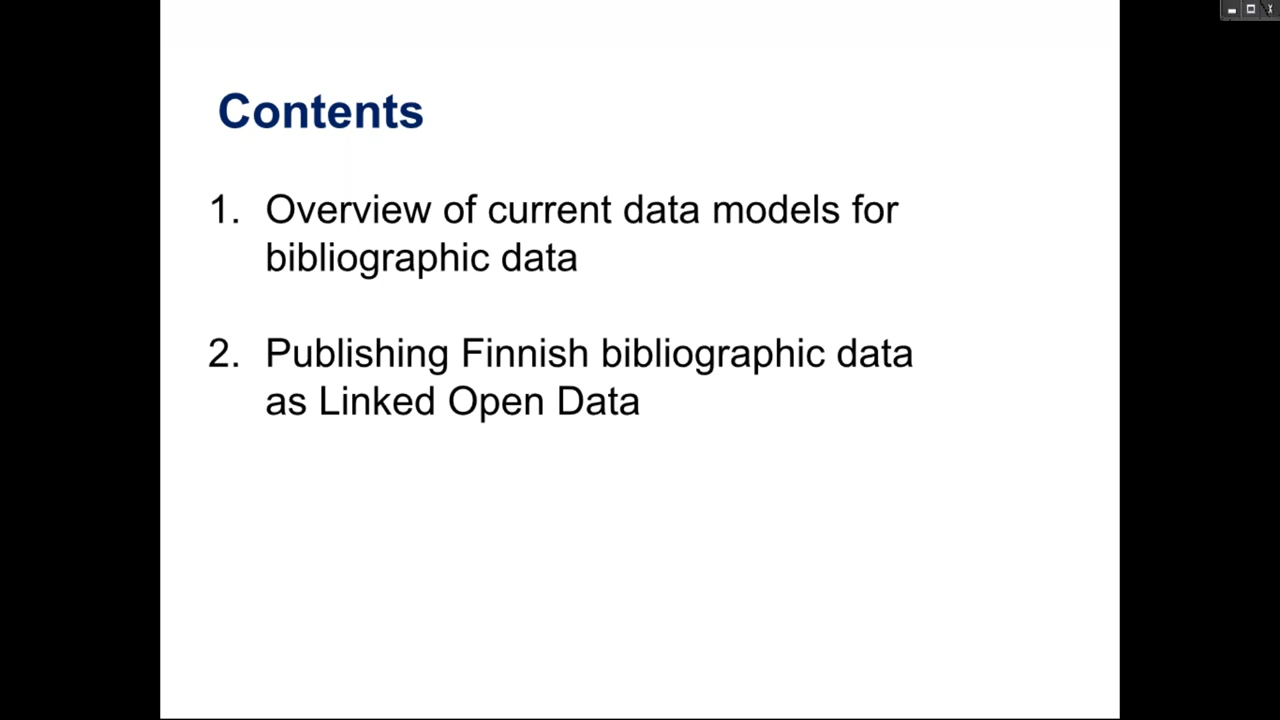 Contents
1. Overview of current data models for
bibliographic data
2. Publishing Finnish bibliographic data
as Linked Open Data